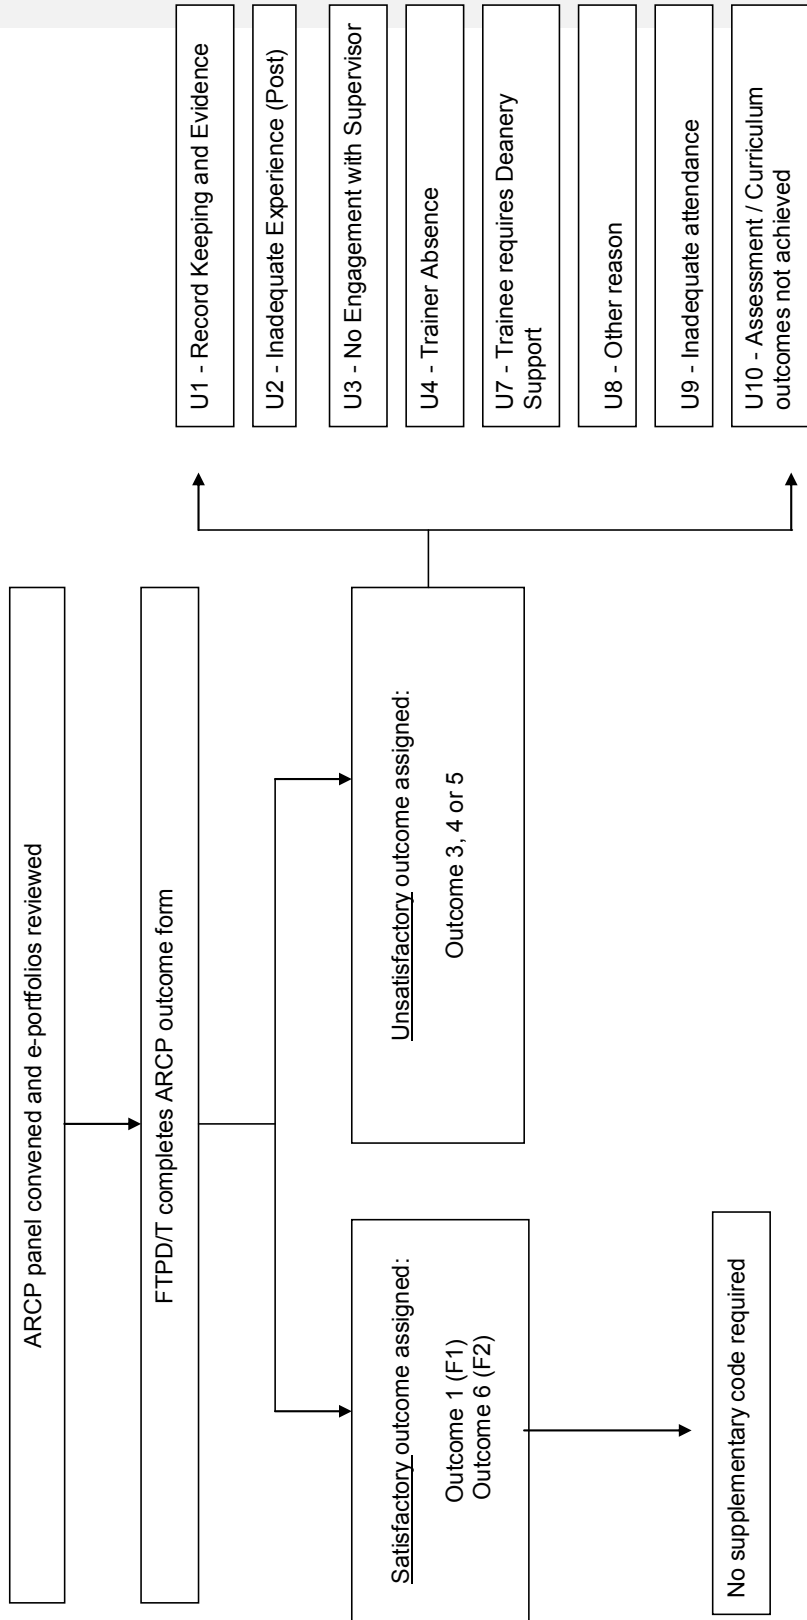 ARCP panel convened and e-portfolios reviewed
FTPD/T completes ARCP outcome form
Satisfactory outcome assigned:
Outcome 1 (F1)
Outcome 6 (F2)
No supplementary code required
Unsatisfactory outcome assigned:
Outcome 3, 4 or 5
U1 - Record Keeping and Evidence
U2 - Inadequate Experience (Post)
U3 - No Engagement with Supervisor
U4 - Trainer Absence
U7 - Trainee requires Deanery
Support
U8 - Other reason
U9 - Inadequate attendance
U10 - Assessment / Curriculum
outcomes not achieved